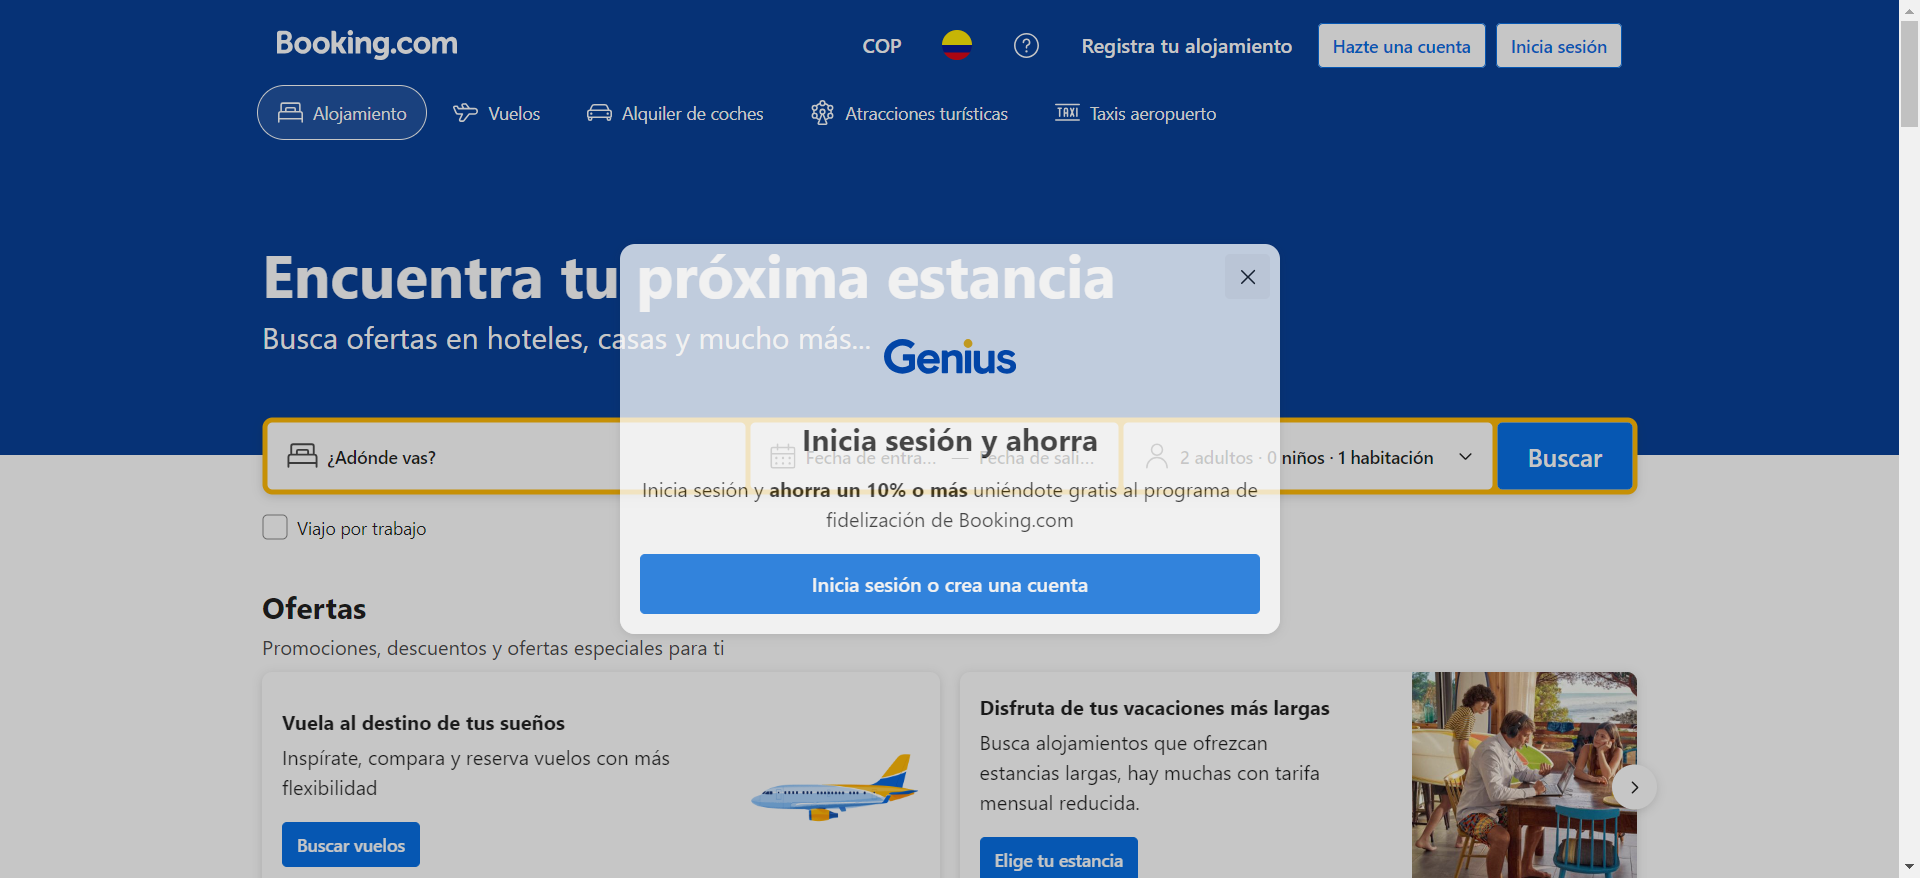 Booking.com
COP
Registra tu alojamiento
Hazte una cuenta
Inicia sesión
Alojamiento
Vuelos
Alquiler de coches
Atracciones turísticas
TAXI
Taxis aeropuerto
Encuentra tu próxima estancia
Busca ofertas en hoteles, casas y mucho más...
Genius
Inicia sesión y ahorra
¿Adónde vas?
Fecha de entra... — Fecha de sali...
2 adultos · 0 niños · 1 habitación
Buscar
Inicia sesión y ahorra un 10% o más uniéndote gratis al programa de
fidelización de Booking.com
Viajo por trabajo
Inicia sesión o crea una cuenta
Ofertas
Promociones, descuentos y ofertas especiales para ti
Vuela al destino de tus sueños
Inspírate, compara y reserva vuelos con más
flexibilidad
Buscar vuelos
Disfruta de tus vacaciones más largas
Busca alojamientos que ofrezcan
estancias largas, hay muchas con tarifa
mensual reducida.
Elige tu estancia